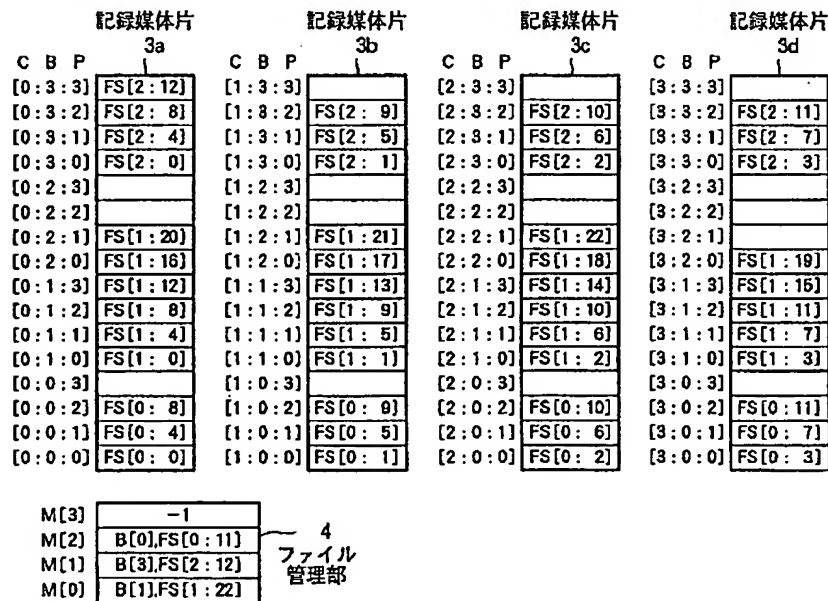 記録媒体片 記録媒体片 記録媒体片 記録媒体片
3a 3b 3c 3d
C B P C B P C B P C B P
[0:3:3] FS[2:12] [1:3:3] [2:3:3] [3:3:3]
[0:3:2] FS[2: 8] [1:3:2] FS[2: 9] [2:3:2] FS[2:10] [3:3:2] FS[2:11]
[0:3:1] FS[2: 4] [1:3:1] FS[2: 5] [2:3:1] FS[2: 6] [3:3:1] FS[2: 7]
[0:3:0] FS[2: 0] [1:3:0] FS[2: 1] [2:3:0] FS[2: 2] [3:3:0] FS[2: 3]
[0:2:3] [1:2:3] [2:2:3] [3:2:3]
[0:2:2] [1:2:2] [2:2:2] [3:2:2]
[0:2:1] FS[1:20] [1:2:1] FS[1:21] [2:2:1] FS[1:22] [3:2:1]
[0:2:0] FS[1:16] [1:2:0] FS[1:17] [2:2:0] FS[1:18] [3:2:0] FS[1:19]
[0:1:3] FS[1:12] [1:1:3] FS[1:13] [2:1:3] FS[1:14] [3:1:3] FS[1:15]
[0:1:2] FS[1: 8] [1:1:2] FS[1: 9] [2:1:2] FS[1:10] [3:1:2] FS[1:11]
[0:1:1] FS[1: 4] [1:1:1] FS[1: 5] [2:1:1] FS[1: 6] [3:1:1] FS[1: 7]
[0:1:0] FS[1: 0] [1:1:0] FS[1: 1] [2:1:0] FS[1: 2] [3:1:0] FS[1: 3]
[0:0:3] [1:0:3] [2:0:3] [3:0:3]
[0:0:2] FS[0: 8] [1:0:2] FS[0: 9] [2:0:2] FS[0:10] [3:0:2] FS[0:11]
[0:0:1] FS[0: 4] [1:0:1] FS[0: 5] [2:0:1] FS[0: 6] [3:0:1] FS[0: 7]
[0:0:0] FS[0: 0] [1:0:0] FS[0: 1] [2:0:0] FS[0: 2] [3:0:0] FS[0: 3]
M[3] -1
M[2] B[0],FS[0:11] 4
M[1] B[3],FS[2:12] ファイル
M[0] B[1],FS[1:22] 管理部